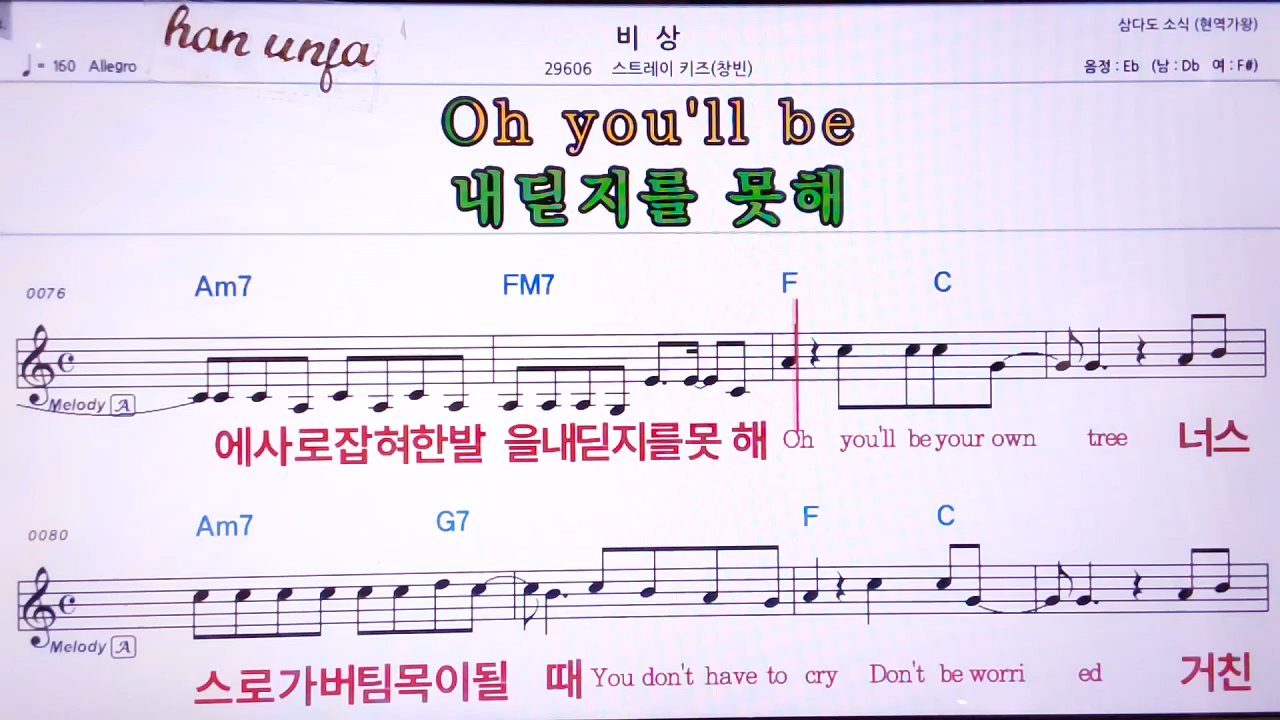 han unfa
비 상
삼다도 소식 (현역가왕)
♩= 160 Allegro
29606 스트레이 키즈(창빈)
음정 : Eb (남 : Db 여 : F#)
Oh you'll be
내딛지를 못해
0076
Am7 FM7 F C
Melody A
에사로잡혀한발 을내딛지를못 해 Oh you'll be your own tree 너스
0080
Am7 G7 F C
Melody A
스로가버팀목이될 때 You don't have to cry Don't be worri ed 거친